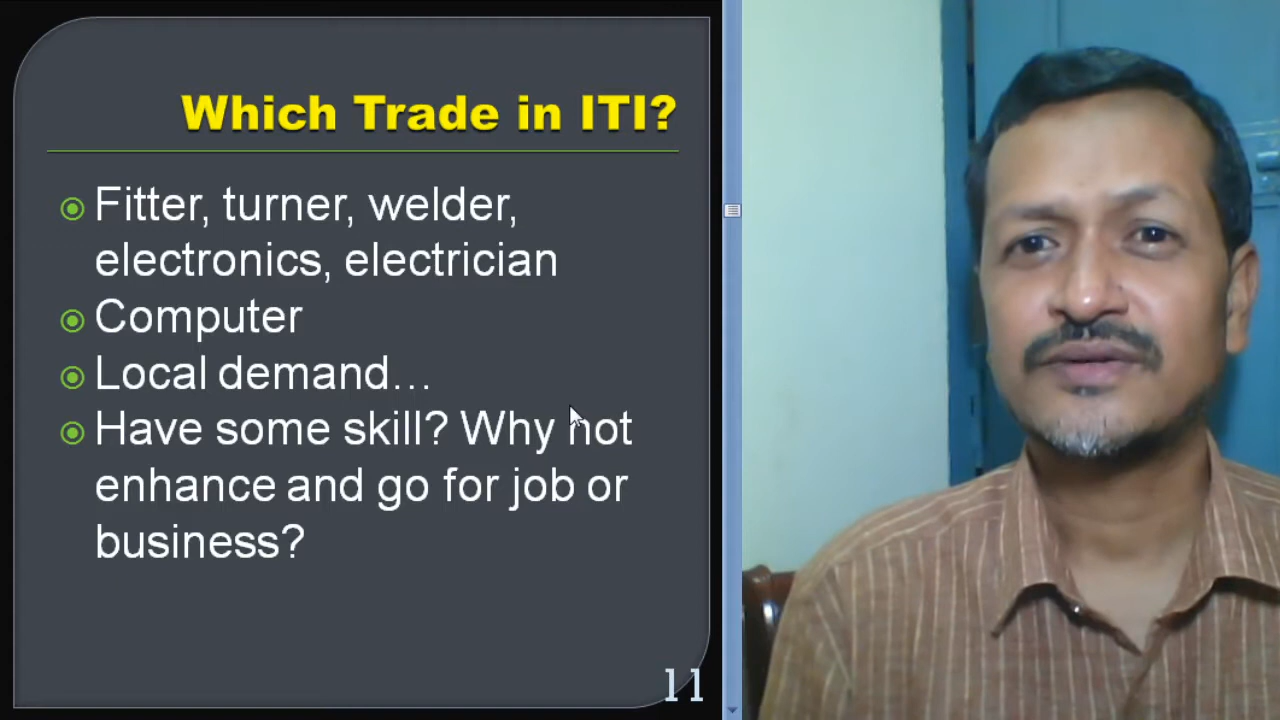 Which Trade in ITI?
Fitter, turner, welder,
electronics, electrician
Computer
Local demand...
Have some skill? Why not
enhance and go for job or
business?
11